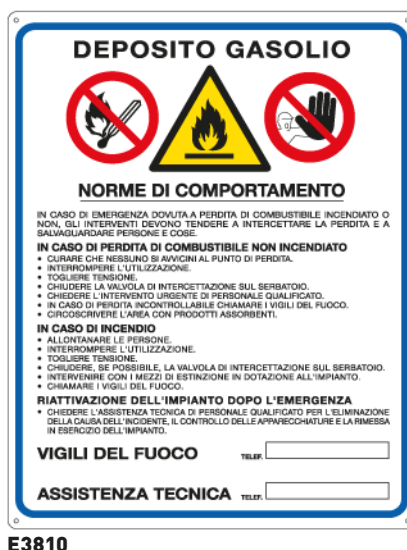 DEPOSITO GASOLIO
NORME DI COMPORTAMENTO
IN CASO DI EMERGENZA DOVUTA A PERDITA DI COMBUSTIBILE INCENDIATO O
NON, GLI INTERVENTI DEVONO TENDERE A INTERCETTARE LA PERDITA E A
SALVAGUARDARE PERSONE E COSE.
IN CASO DI PERDITA DI COMBUSTIBILE NON INCENDIATO
• CURARE CHE NESSUNO SI AVVICINI AL PUNTO DI PERDITA.
• INTERROMPERE L'UTILIZZAZIONE.
• TOGLIERE TENSIONE.
• CHIUDERE LA VALVOLA DI INTERCETTAZIONE SUL SERBATOIO.
• CHIEDERE L'INTERVENTO URGENTE DI PERSONALE QUALIFICATO.
• IN CASO DI PERDITA INCONTROLLABILE CHIAMARE I VIGILI DEL FUOCO.
• CIRCOSCRIVERE L'AREA CON PRODOTTI ASSORBENTI.
IN CASO DI INCENDIO
• ALLONTANARE LE PERSONE.
• INTERROMPERE L'UTILIZZAZIONE.
• TOGLIERE TENSIONE.
• CHIUDERE, SE POSSIBILE, LA VALVOLA DI INTERCETTAZIONE SUL SERBATOIO.
• INTERVENIRE CON I MEZZI DI ESTINZIONE IN DOTAZIONE ALL'IMPIANTO.
• CHIAMARE I VIGILI DEL FUOCO.
RIATTIVAZIONE DELL'IMPIANTO DOPO L'EMERGENZA
• CHIEDERE L'ASSISTENZA TECNICA DI PERSONALE QUALIFICATO PER L'ELIMINAZIONE
DELLA CAUSA DELL'INCIDENTE, IL CONTROLLO DELLE APPARECCHIATURE E LA RIMESSA
IN ESERCIZIO DELL'IMPIANTO.
VIGILI DEL FUOCO TELEF.
ASSISTENZA TECNICA TELEF.
E3810